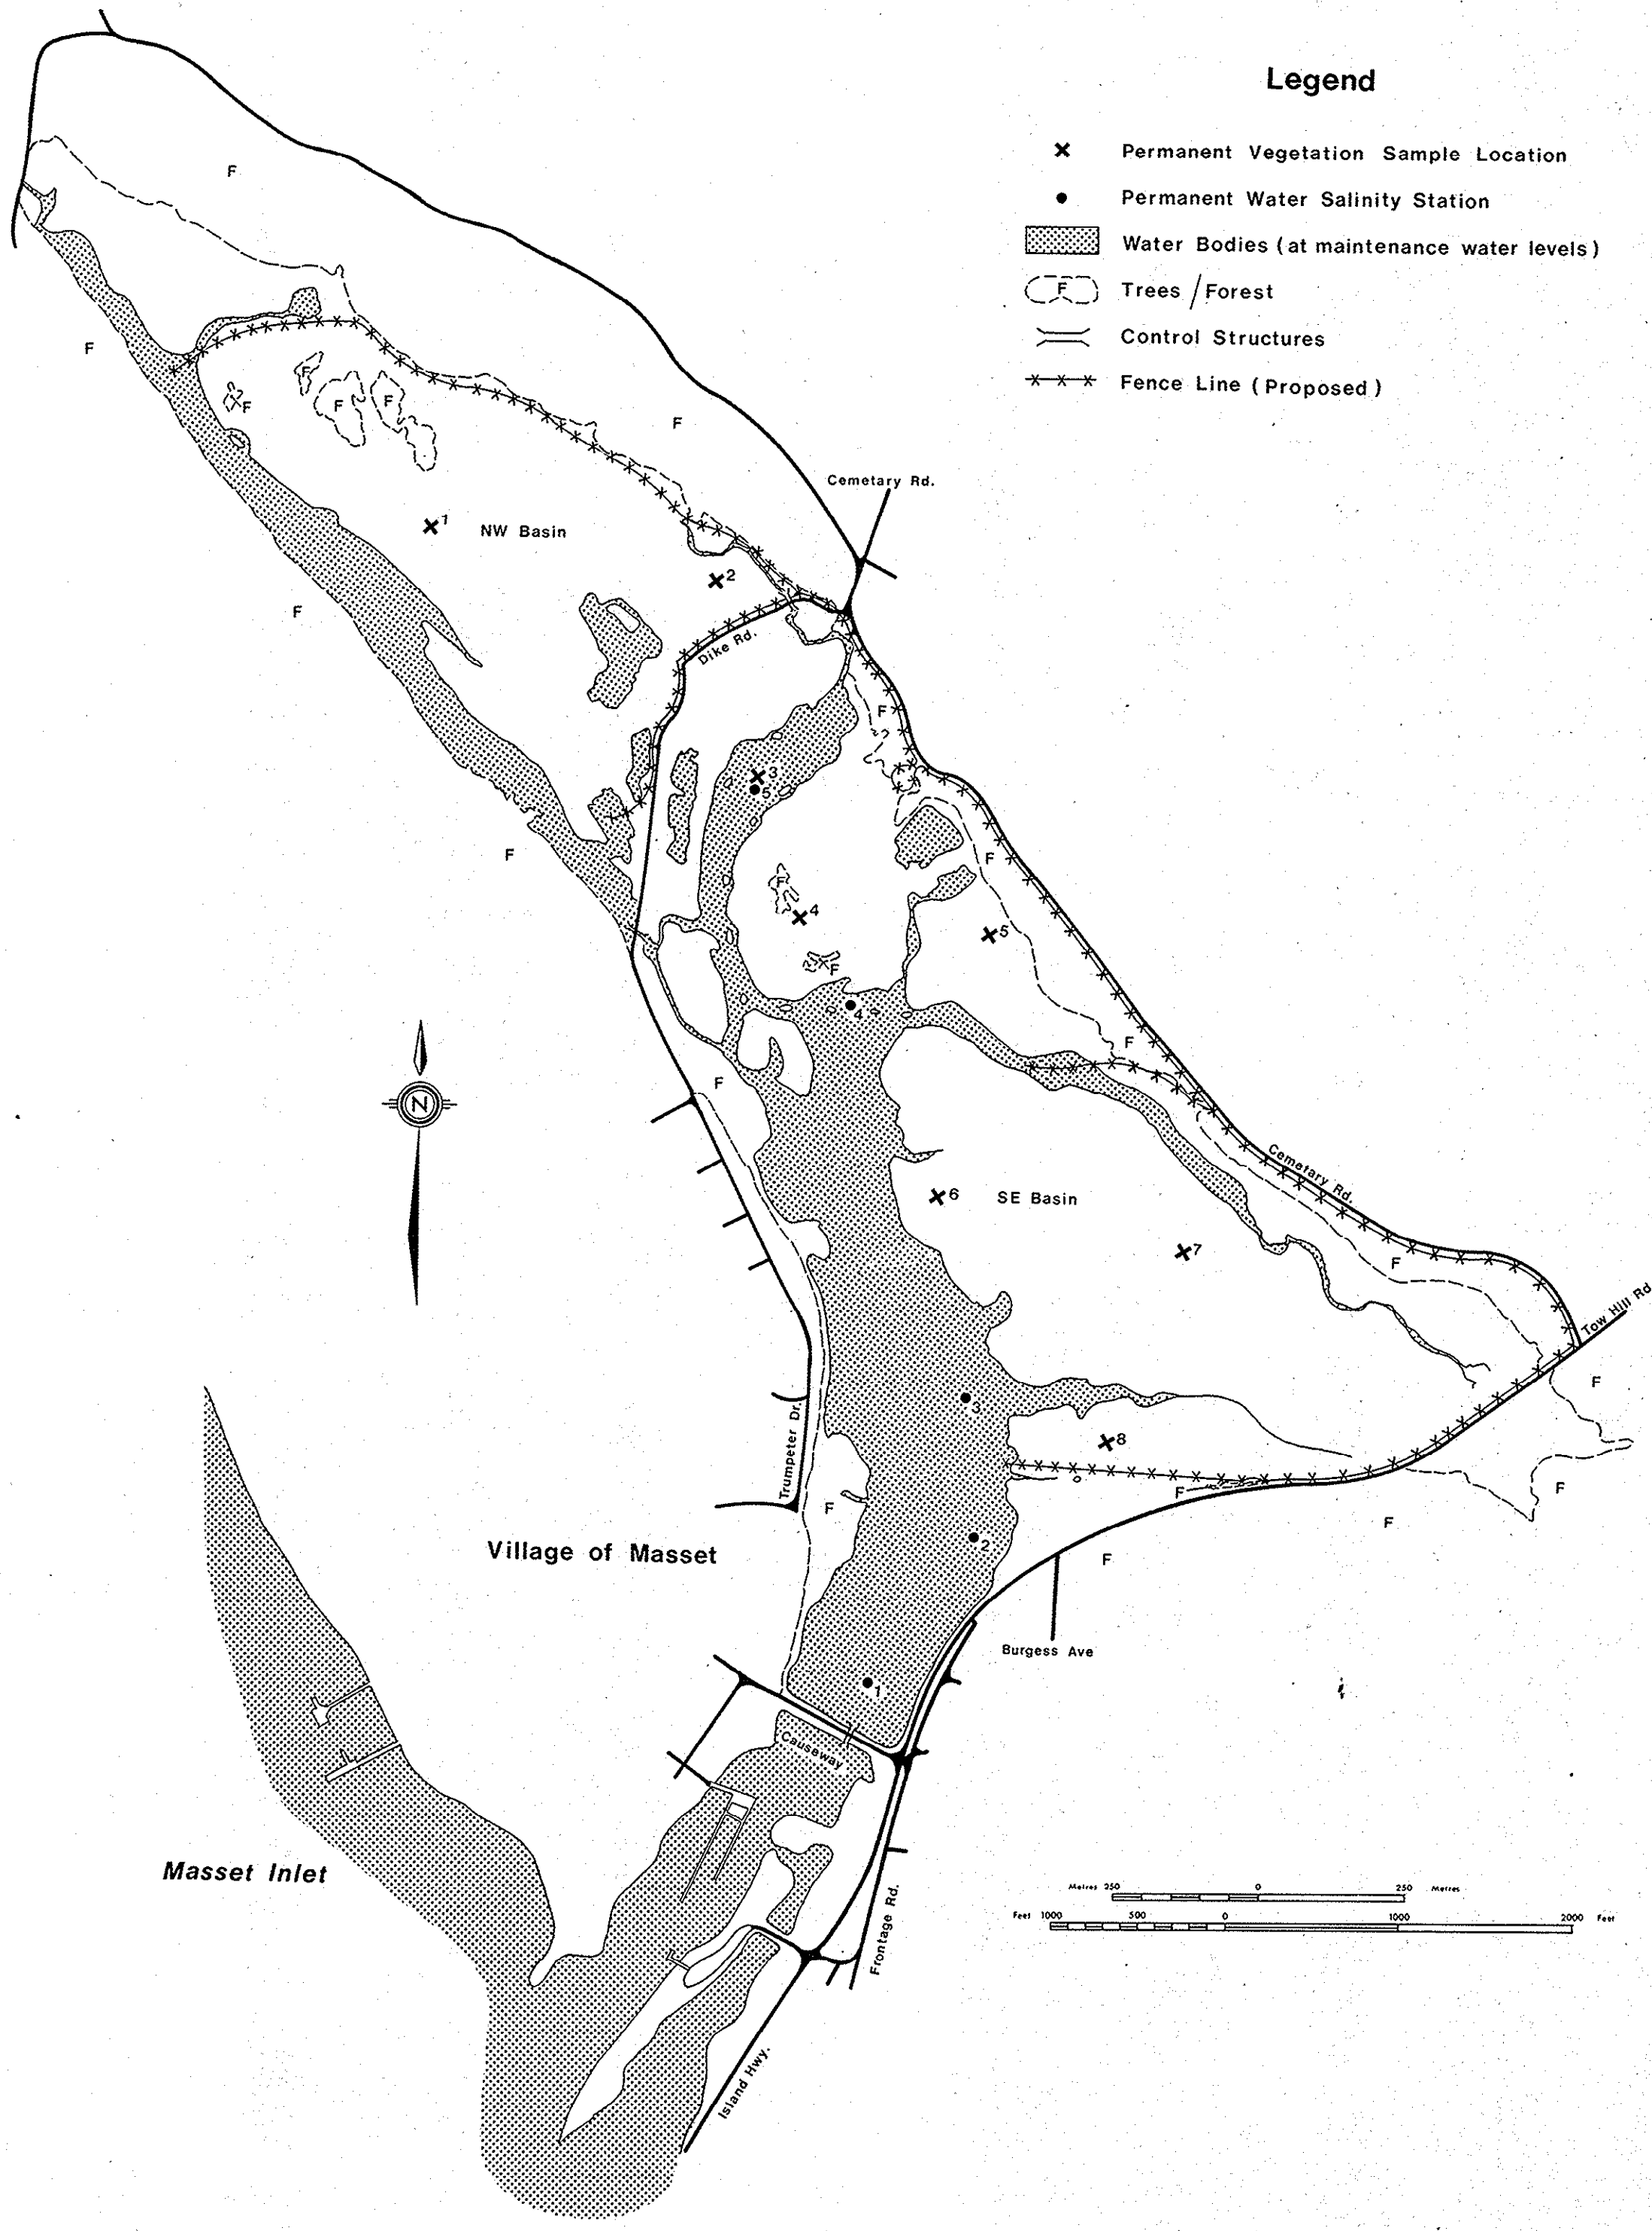 Legend
Permanent Vegetation Sample Location
Permanent Water Salinity Station
Water Bodies (at maintenance water levels)
F
Trees / Forest
Control Structures
Fence Line (Proposed)
F
F
F
F
F
F
F
Cemetary Rd.
1
NW Basin
2
F
Dike Rd.
F
3
5
F
F
F
4
5
F
4
F
F
N
Cemetary Rd.
6
SE Basin
7
F
Tow Hill Rd
F
3
Trumpeter Dr.
8
F
F
F
F
2
Village of Masset
F
Burgess Ave
1
Causeway
Masset Inlet
Metres 250 0 250 Metres
Feet 1000 500 0 1000 2000 Feet
Frontage Rd.
Island Hwy.